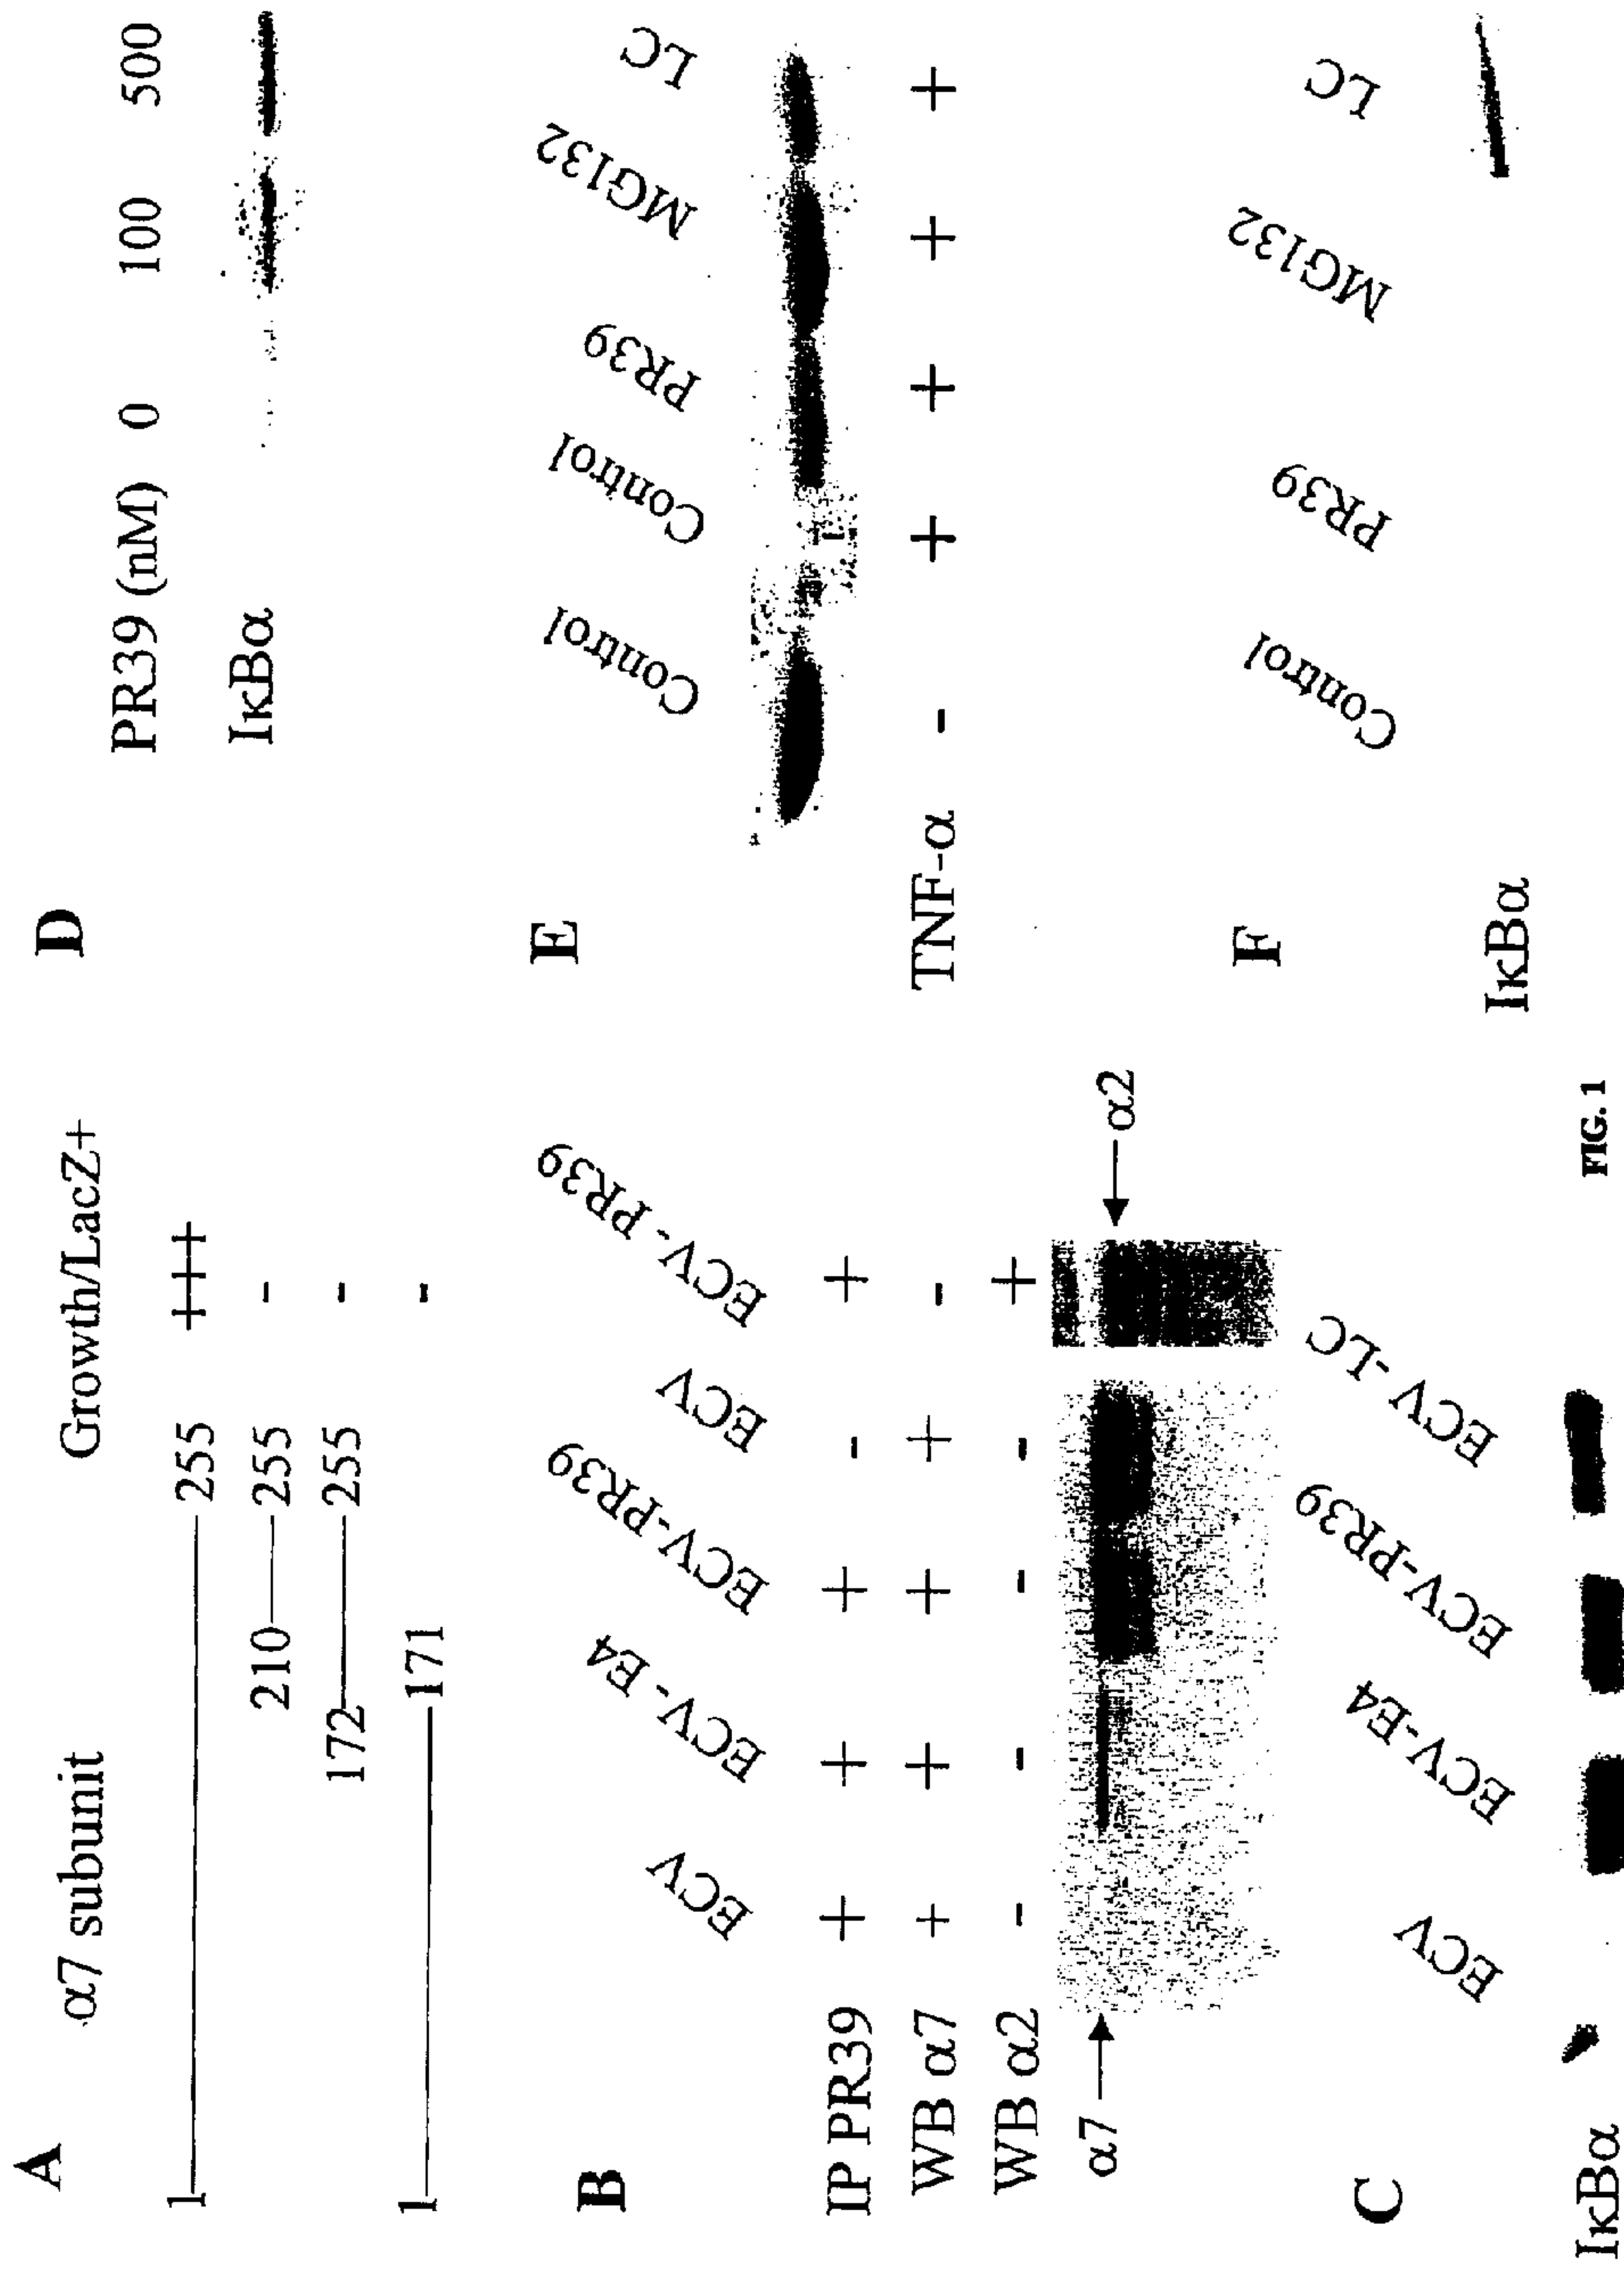 A
α7 subunit Growth/LacZ+
1 255 +++
210 255 -
172 255 -
1 171 -
B
ECV ECV- E4 ECV-PR39 ECV ECV- PR39
IP PR39 + + + - +
WB α7 + + + + -
WB α2 - - - - +
α7 α2
C
ECV ECV-E4 ECV-PR39 ECV -LC
IκBα
D
PR39 (nM) 0 100 500
IκBα
E
Control Control PR39 MG132 LC
TNF-α - + + + +
F
Control PR39 MG132 LC
IκBα
FIG. 1